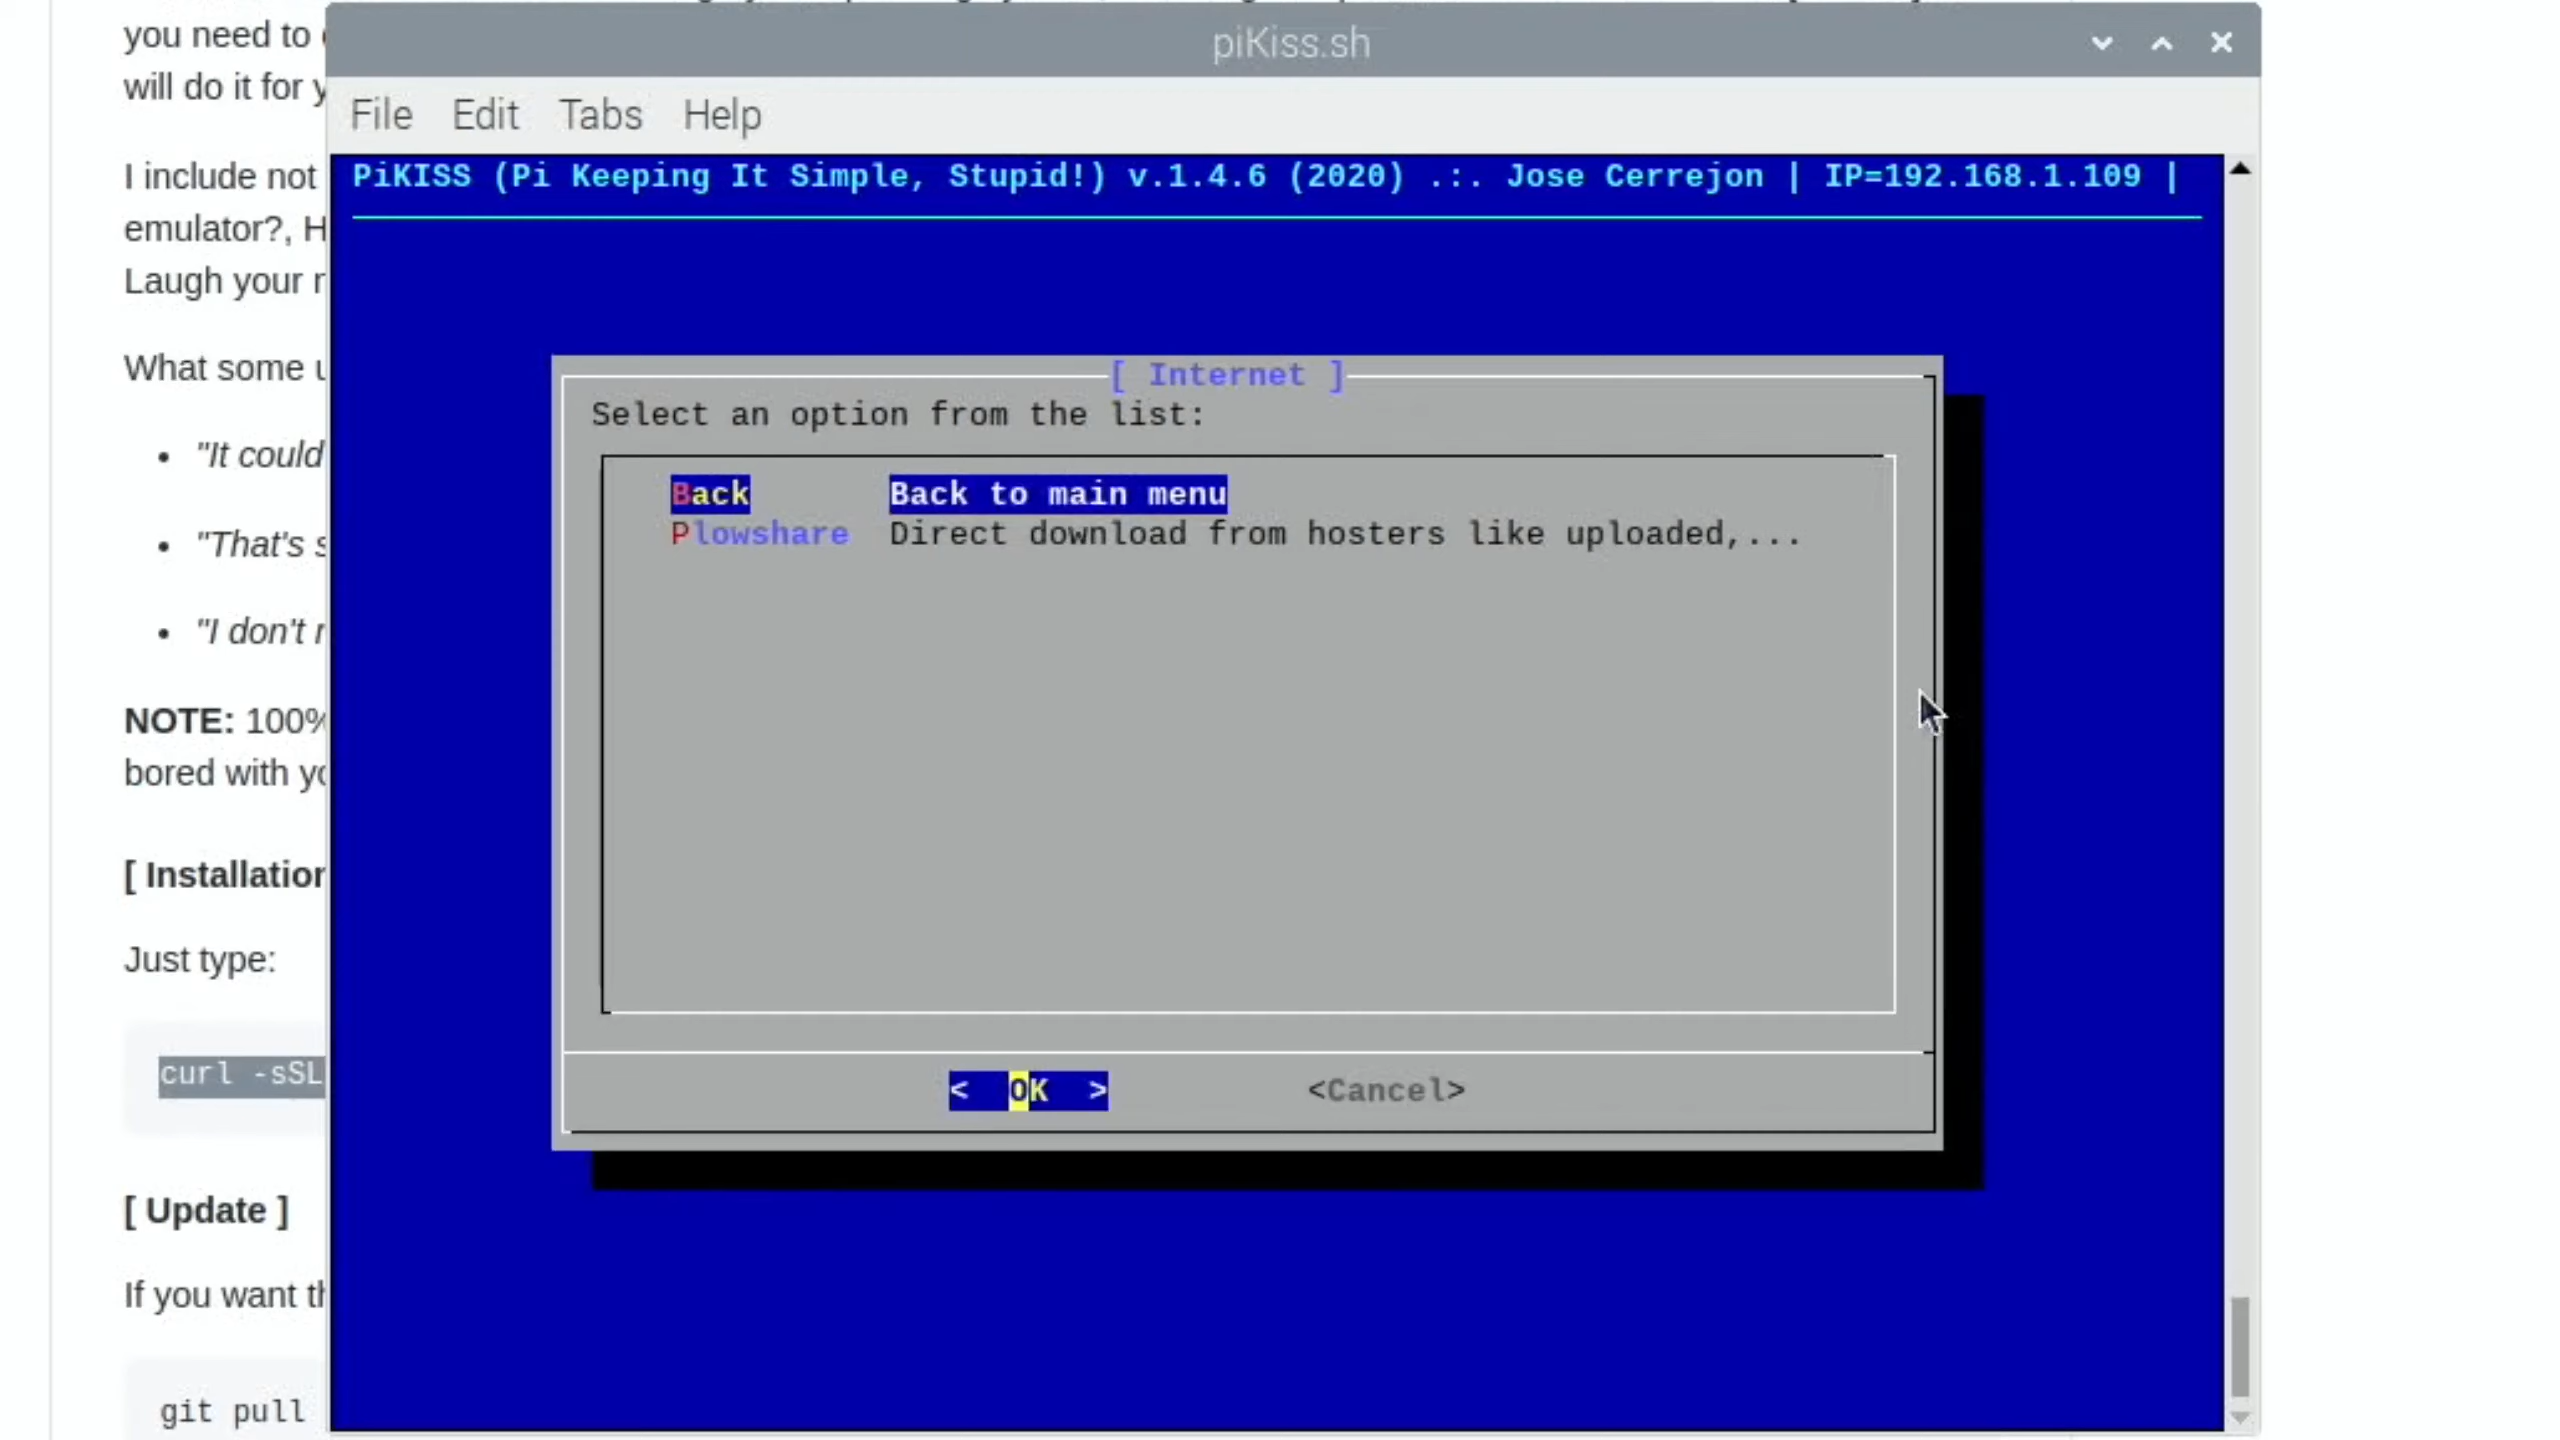 piKiss.sh
File Edit Tabs Help
PiKISS (Pi Keeping It Simple, Stupid!) v.1.4.6 (2020) .:. Jose Cerrejon | IP=192.168.1.109 |
[ Internet ]
Select an option from the list:
Back Back to main menu
Plowshare Direct download from hosters like uploaded,...
< OK > <Cancel>
you need to
will do it for
I include not
emulator?, H
Laugh your
What some
• "It could
• "That's s
• "I don't
NOTE: 100%
bored with
[ Installation
Just type:
curl -sSL
[ Update ]
If you want
git pull